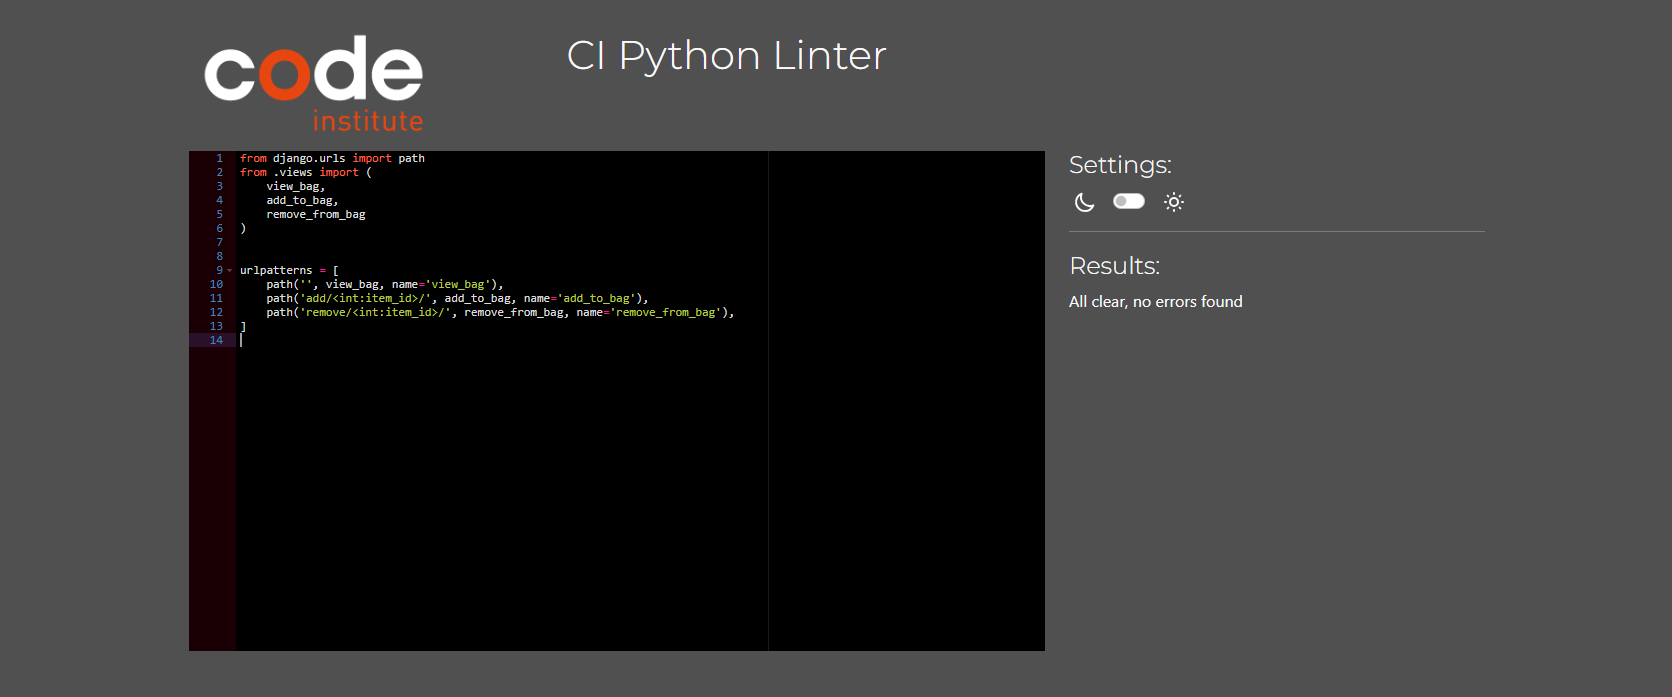 code
institute
CI Python Linter
1 from django.urls import path
2 from .views import (
3     view_bag,
4     add_to_bag,
5     remove_from_bag
6 )
7
8
9 urlpatterns = [
10     path('', view_bag, name='view_bag'),
11     path('add/<int:item_id>/', add_to_bag, name='add_to_bag'),
12     path('remove/<int:item_id>/', remove_from_bag, name='remove_from_bag'),
13 ]
14
Settings:
Results:
All clear, no errors found